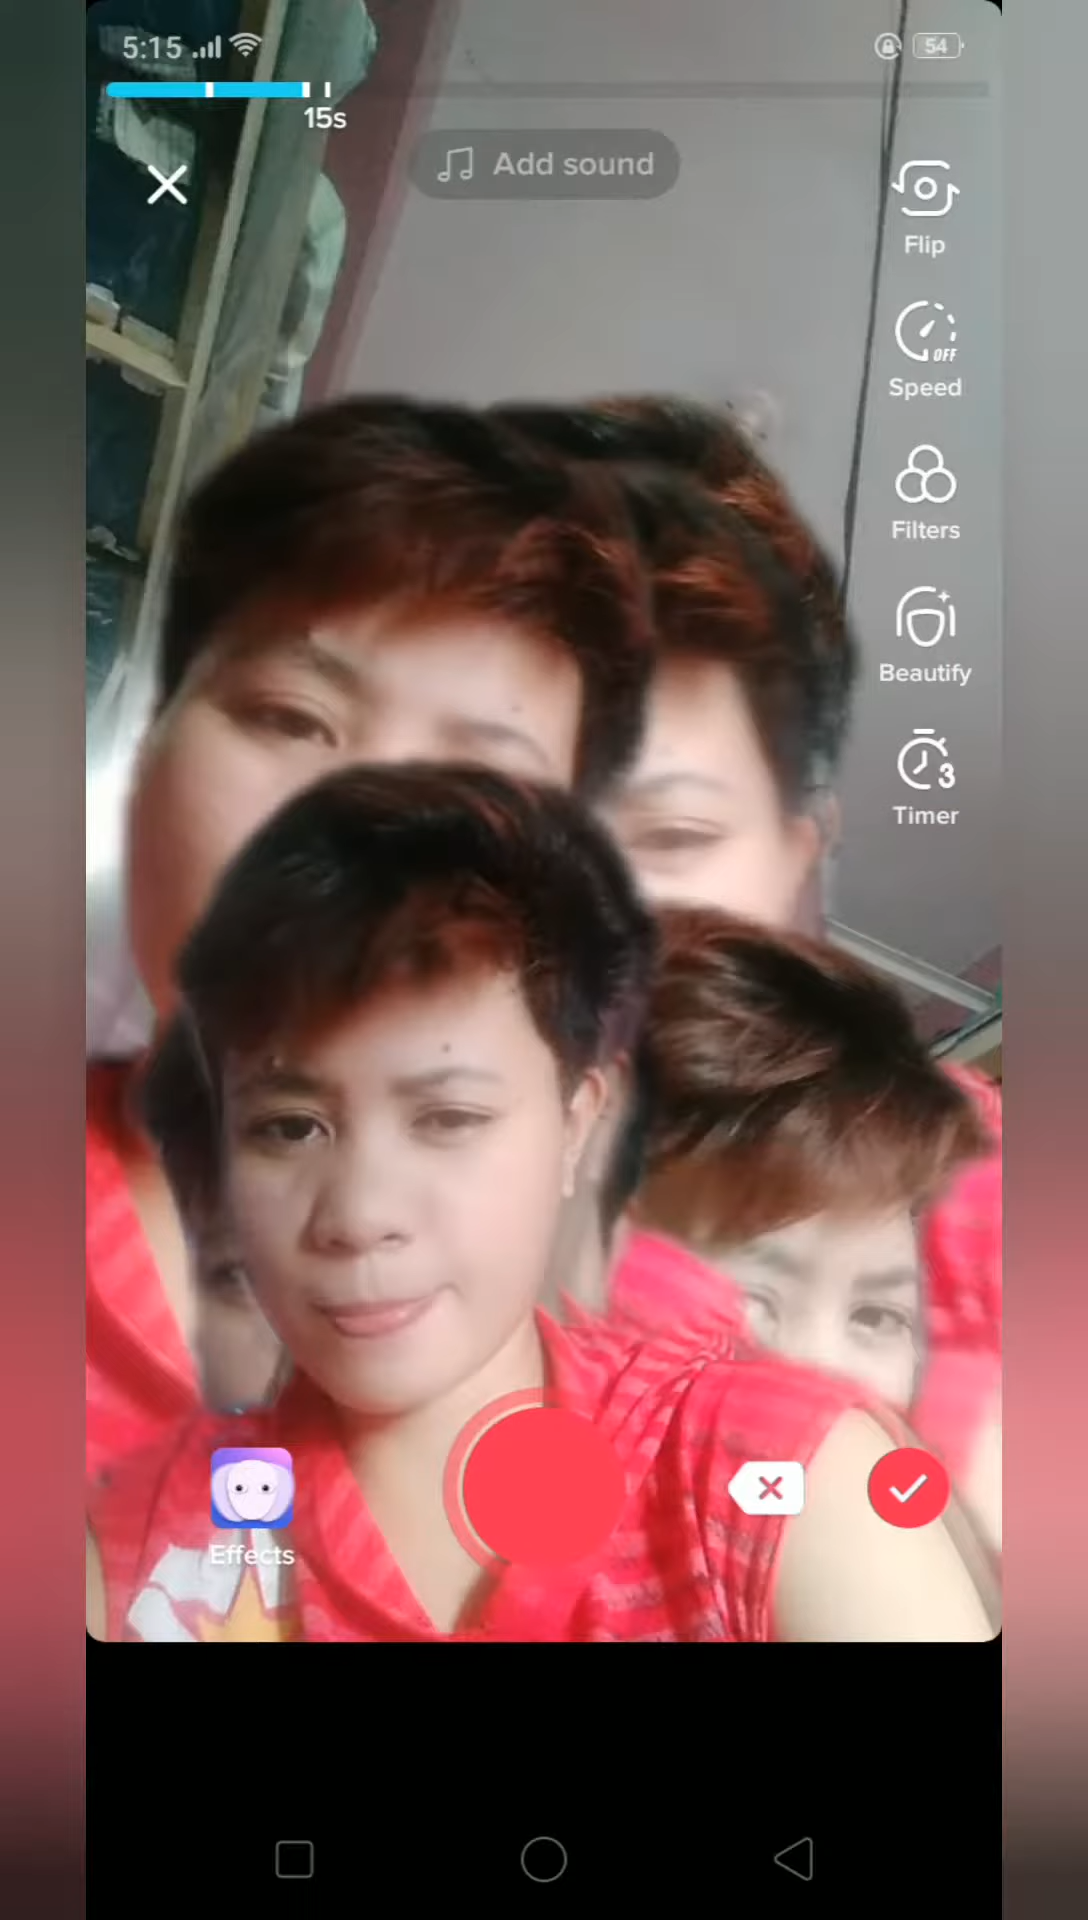 5:15
54
15s
Add sound
Flip
OFF
Speed
Filters
Beautify
3
Timer
Effects